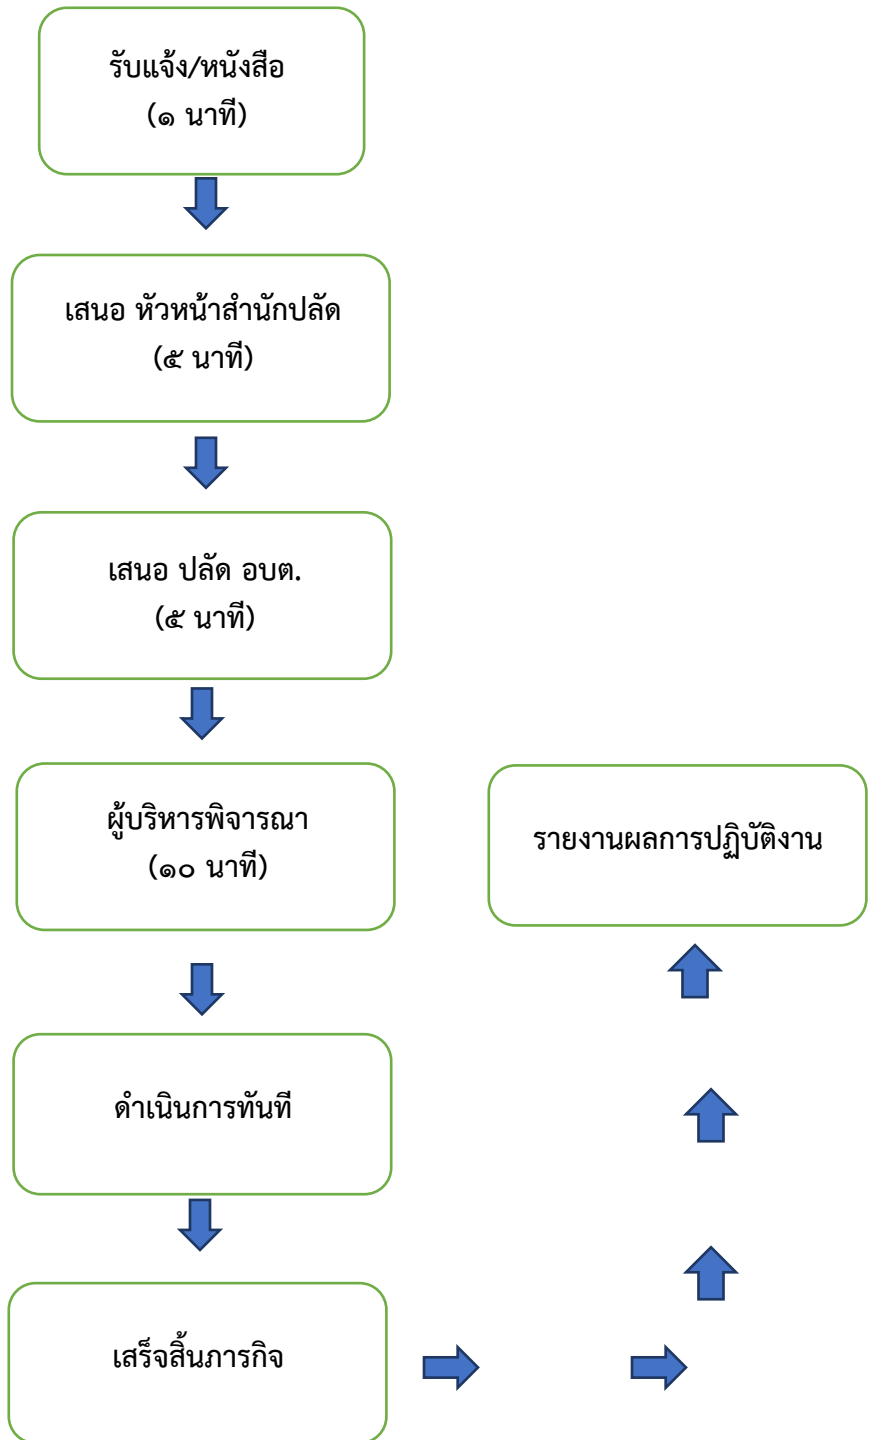 รับแจ้ง/หนังสือ
(๑ นาที)
เสนอ หัวหน้าสำนักปลัด
(๕ นาที)
เสนอ ปลัด อบต.
(๕ นาที)
ผู้บริหารพิจารณา
(๑๐ นาที)
ดำเนินการทันที
เสร็จสิ้นภารกิจ
รายงานผลการปฏิบัติงาน